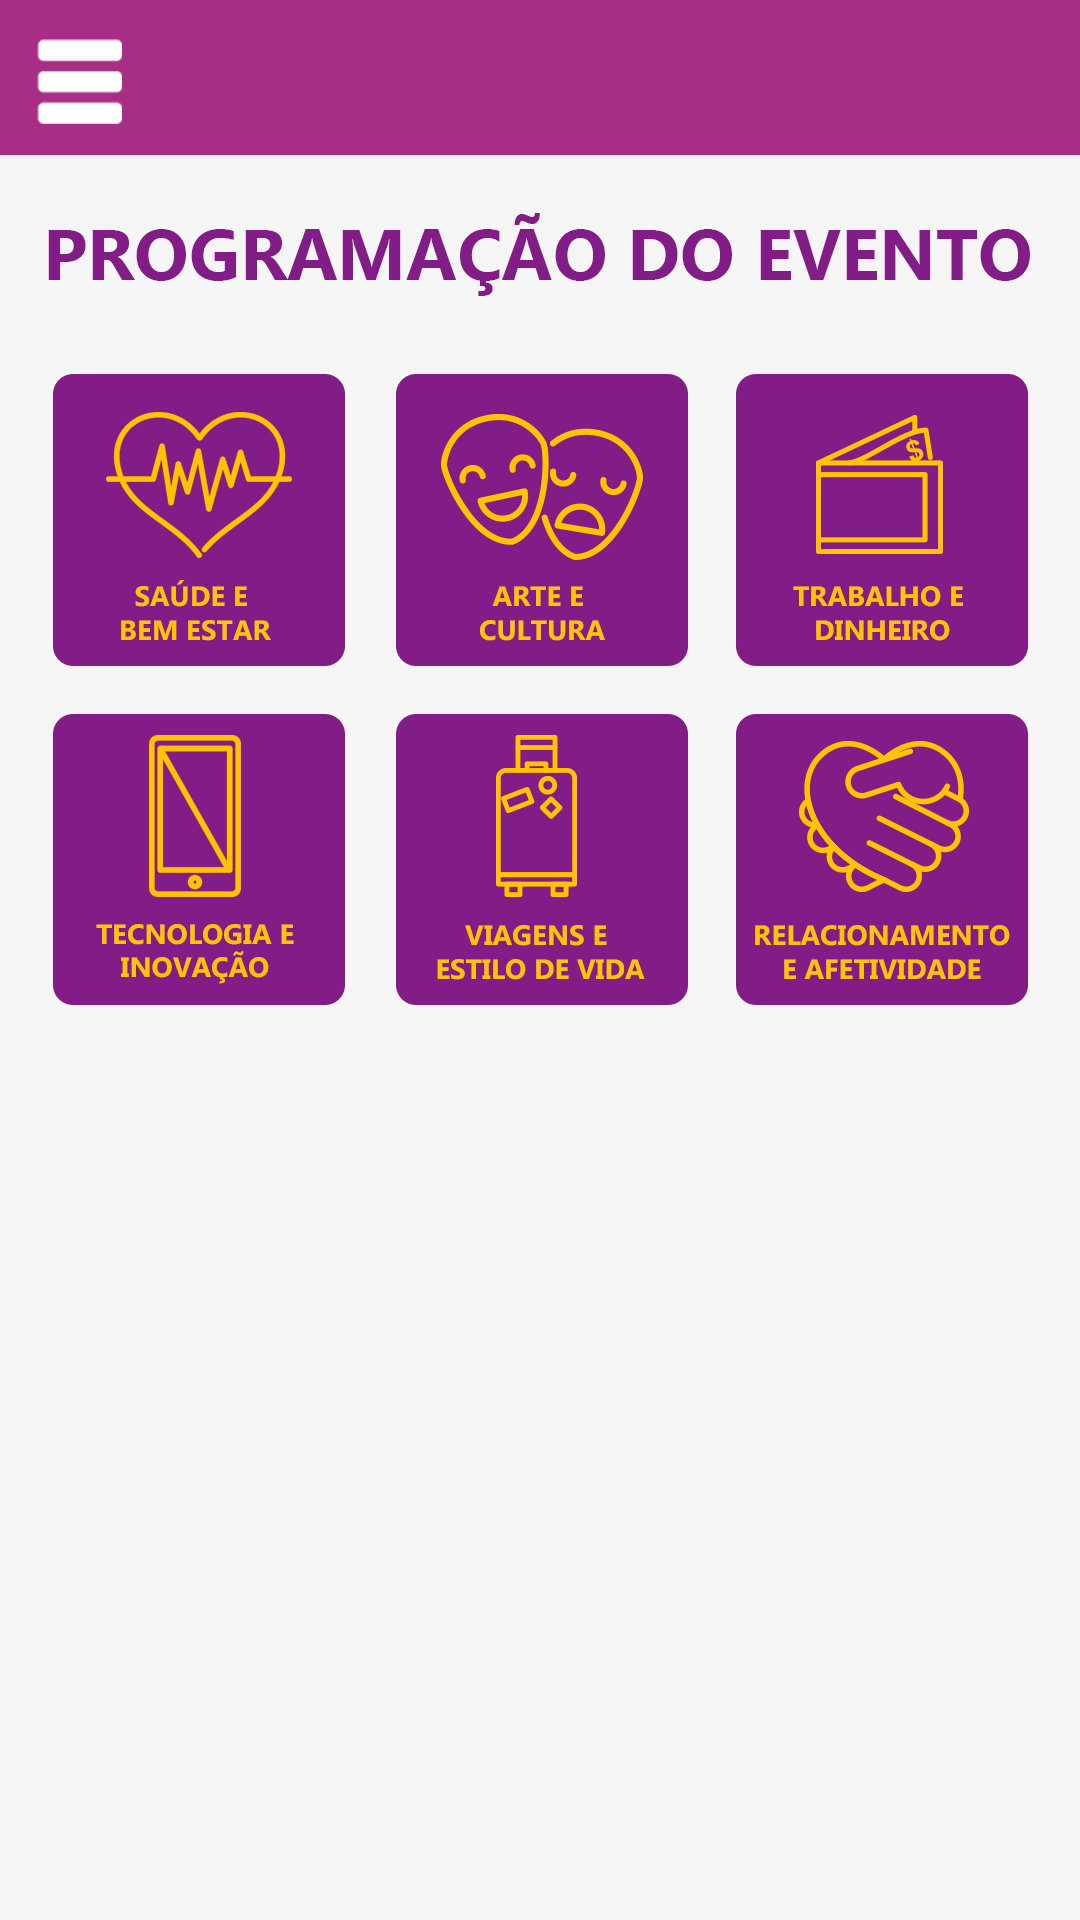 PROGRAMAÇÃO DO EVENTO
$
SAÚDE E
BEM ESTAR
ARTE E
CULTURA
TRABALHO E
DINHEIRO
TECNOLOGIA E
INOVAÇÃO
VIAGENS E
ESTILO DE VIDA
RELACIONAMENTO
E AFETIVIDADE